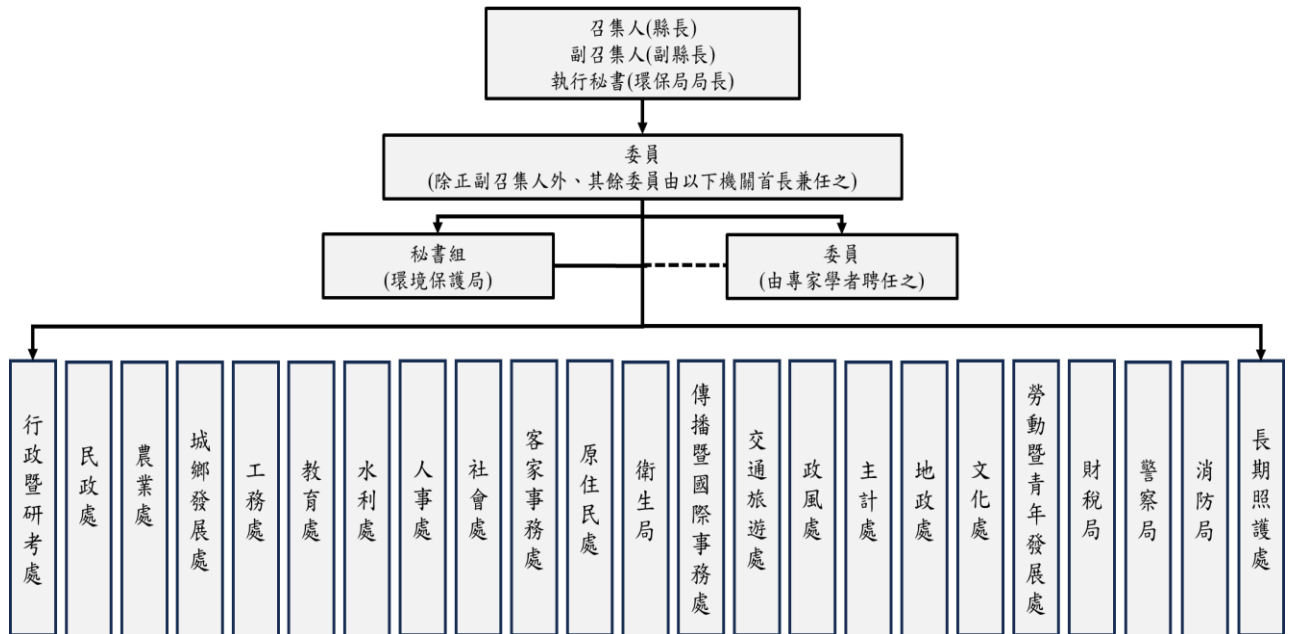 召集人(縣長)
副召集人(副縣長)
執行秘書(環保局局長)
委員
(除正副召集人外、其餘委員由以下機關首長兼任之)
秘書組
(環境保護局)
委員
(由專家學者聘任之)
行政暨研考處
民政處
農業處
城鄉發展處
工務處
教育處
水利處
人事處
社會處
客家事務處
原住民處
衛生局
傳播暨國際事務處
交通旅遊處
政風處
主計處
地政處
文化處
勞動暨青年發展處
財稅局
警察局
消防局
長期照護處